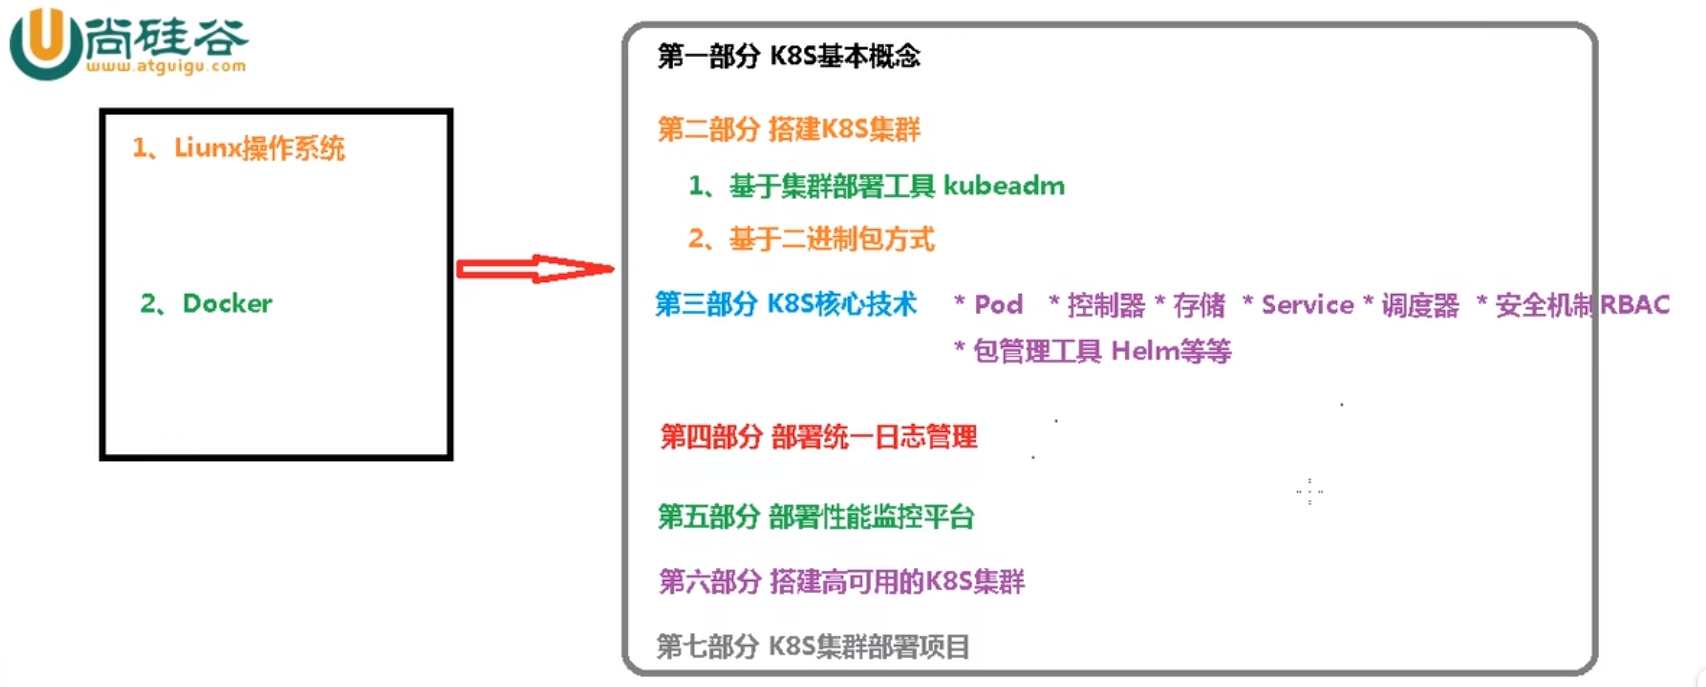 尚硅谷
www.atguigu.com
1、Liunx操作系统
2、Docker
第一部分 K8S基本概念
第二部分 搭建K8S集群
1、基于集群部署工具 kubeadm
2、基于二进制包方式
第三部分 K8S核心技术 * Pod * 控制器 * 存储 * Service * 调度器 * 安全机制RBAC
* 包管理工具 Helm等等
第四部分 部署统一日志管理
第五部分 部署性能监控平台
第六部分 搭建高可用的K8S集群
第七部分 K8S集群部署项目